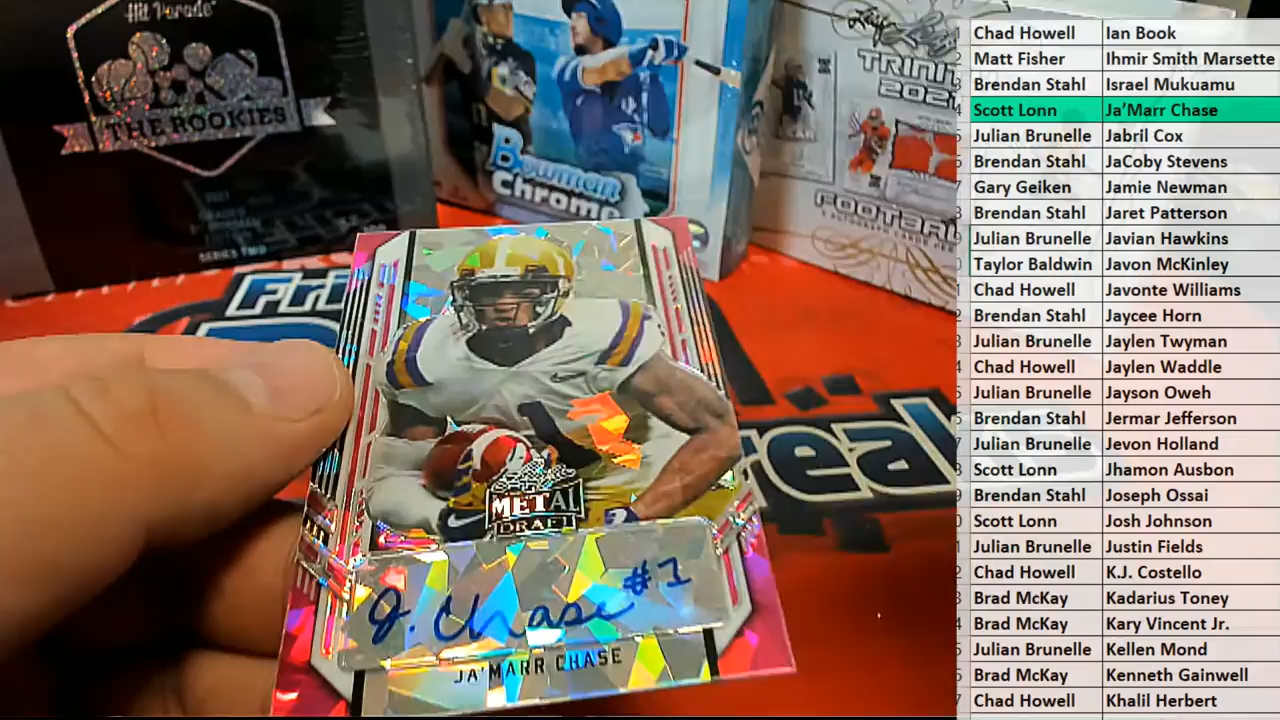 Hit Parade
THE ROOKIES
SERIES TWO
Bowman
Chrome
TRINITY
FOOTBALL
Fri
real
1
METAL
DRAFT
J. Chase #1
JA'MARR CHASE
Chad Howell Ian Book
Matt Fisher Ihmir Smith Marsette
Brendan Stahl Israel Mukuamu
Scott Lonn Ja'Marr Chase
Julian Brunelle Jabril Cox
Brendan Stahl JaCoby Stevens
Gary Geiken Jamie Newman
Brendan Stahl Jaret Patterson
Julian Brunelle Javian Hawkins
Taylor Baldwin Javon McKinley
Chad Howell Javonte Williams
Brendan Stahl Jaycee Horn
Julian Brunelle Jaylen Twyman
Chad Howell Jaylen Waddle
Julian Brunelle Jayson Oweh
Brendan Stahl Jermar Jefferson
Julian Brunelle Jevon Holland
Scott Lonn Jhamon Ausbon
Brendan Stahl Joseph Ossai
Scott Lonn Josh Johnson
Julian Brunelle Justin Fields
Chad Howell K.J. Costello
Brad McKay Kadarius Toney
Brad McKay Kary Vincent Jr.
Julian Brunelle Kellen Mond
Brad McKay Kenneth Gainwell
Chad Howell Khalil Herbert